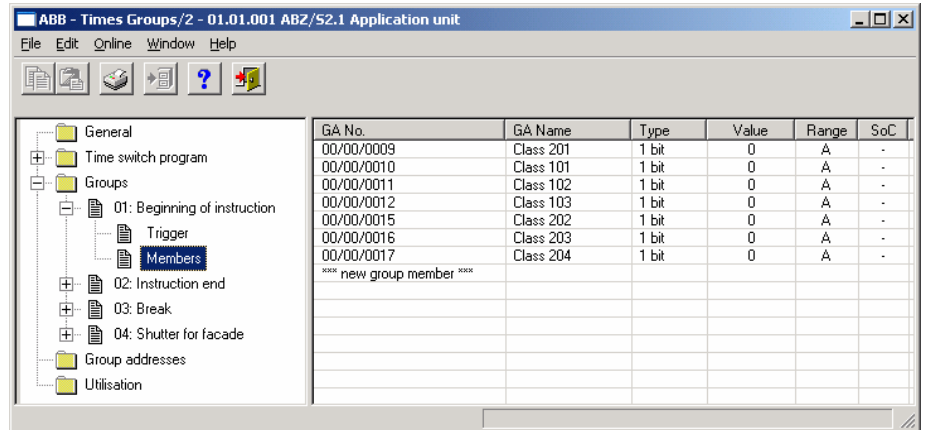 ABB - Times Groups/2 - 01.01.001 ABZ/S2.1 Application unit
File Edit Online Window Help
General
Time switch program
Groups
01: Beginning of instruction
Trigger
Members
02: Instruction end
03: Break
04: Shutter for facade
Group addresses
Utilisation
GA No. GA Name Type Value Range SoC
00/00/0009 Class 201 1 bit 0 A -
00/00/0010 Class 101 1 bit 0 A -
00/00/0011 Class 102 1 bit 0 A -
00/00/0012 Class 103 1 bit 0 A -
00/00/0015 Class 202 1 bit 0 A -
00/00/0016 Class 203 1 bit 0 A -
00/00/0017 Class 204 1 bit 0 A -
*** new group member ***